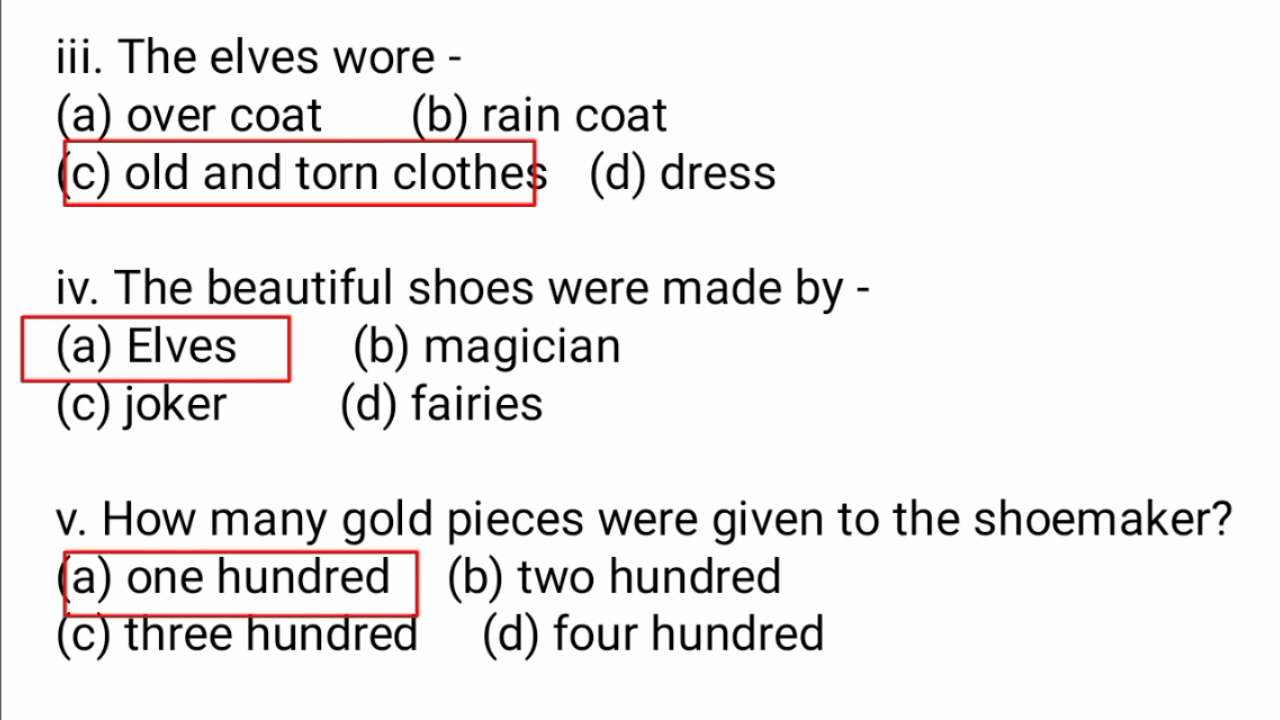 iii. The elves wore -
(a) over coat (b) rain coat
(c) old and torn clothes (d) dress
iv. The beautiful shoes were made by -
(a) Elves (b) magician
(c) joker (d) fairies
v. How many gold pieces were given to the shoemaker?
(a) one hundred (b) two hundred
(c) three hundred (d) four hundred